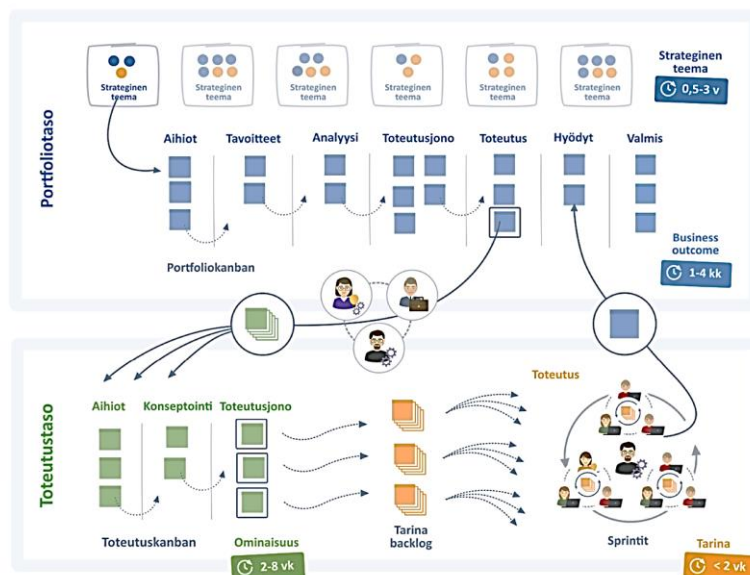 Portfoliotaso
Strateginen
teema
Strateginen
teema
Strateginen
teema
Strateginen
teema
Strateginen
teema
Strateginen
teema
Strateginen
teema
0,5-3 v
Aihiot
Tavoitteet
Analyysi
Toteutusjono
Toteutus
Hyödyt
Valmis
Portfoliokanban
Business
outcome
1-4 kk
Toteutustaso
Aihiot
Konseptointi
Toteutusjono
Toteutus
Toteutuskanban
Ominaisuus
2-8 vk
Tarina
backlog
Sprintit
Tarina
< 2 vk